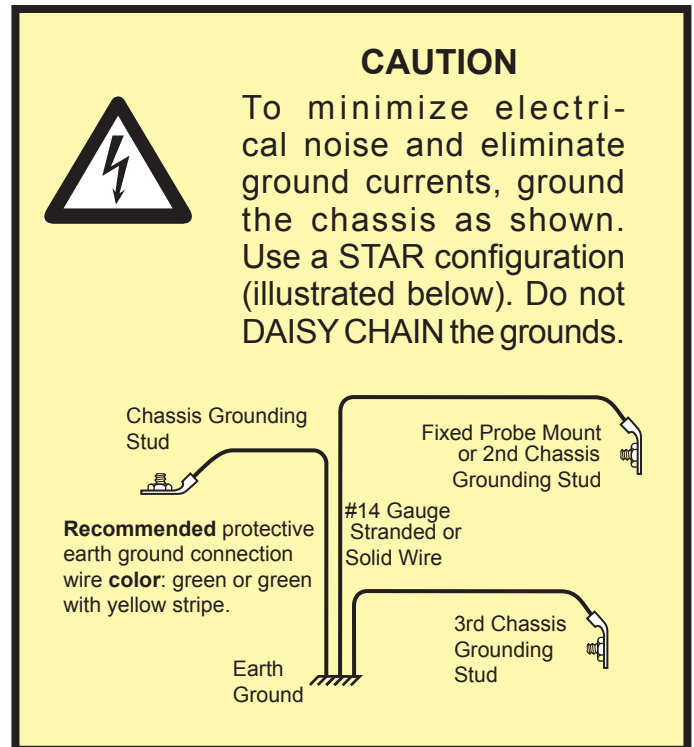 CAUTION
To minimize electri-
cal noise and eliminate
ground currents, ground
the chassis as shown.
Use a STAR configuration
(illustrated below). Do not
DAISY CHAIN the grounds.
Chassis Grounding
Stud
Fixed Probe Mount
or 2nd Chassis
Grounding Stud
Recommended protective
earth ground connection
wire color: green or green
with yellow stripe.
#14 Gauge
Stranded or
Solid Wire
3rd Chassis
Grounding
Stud
Earth
Ground